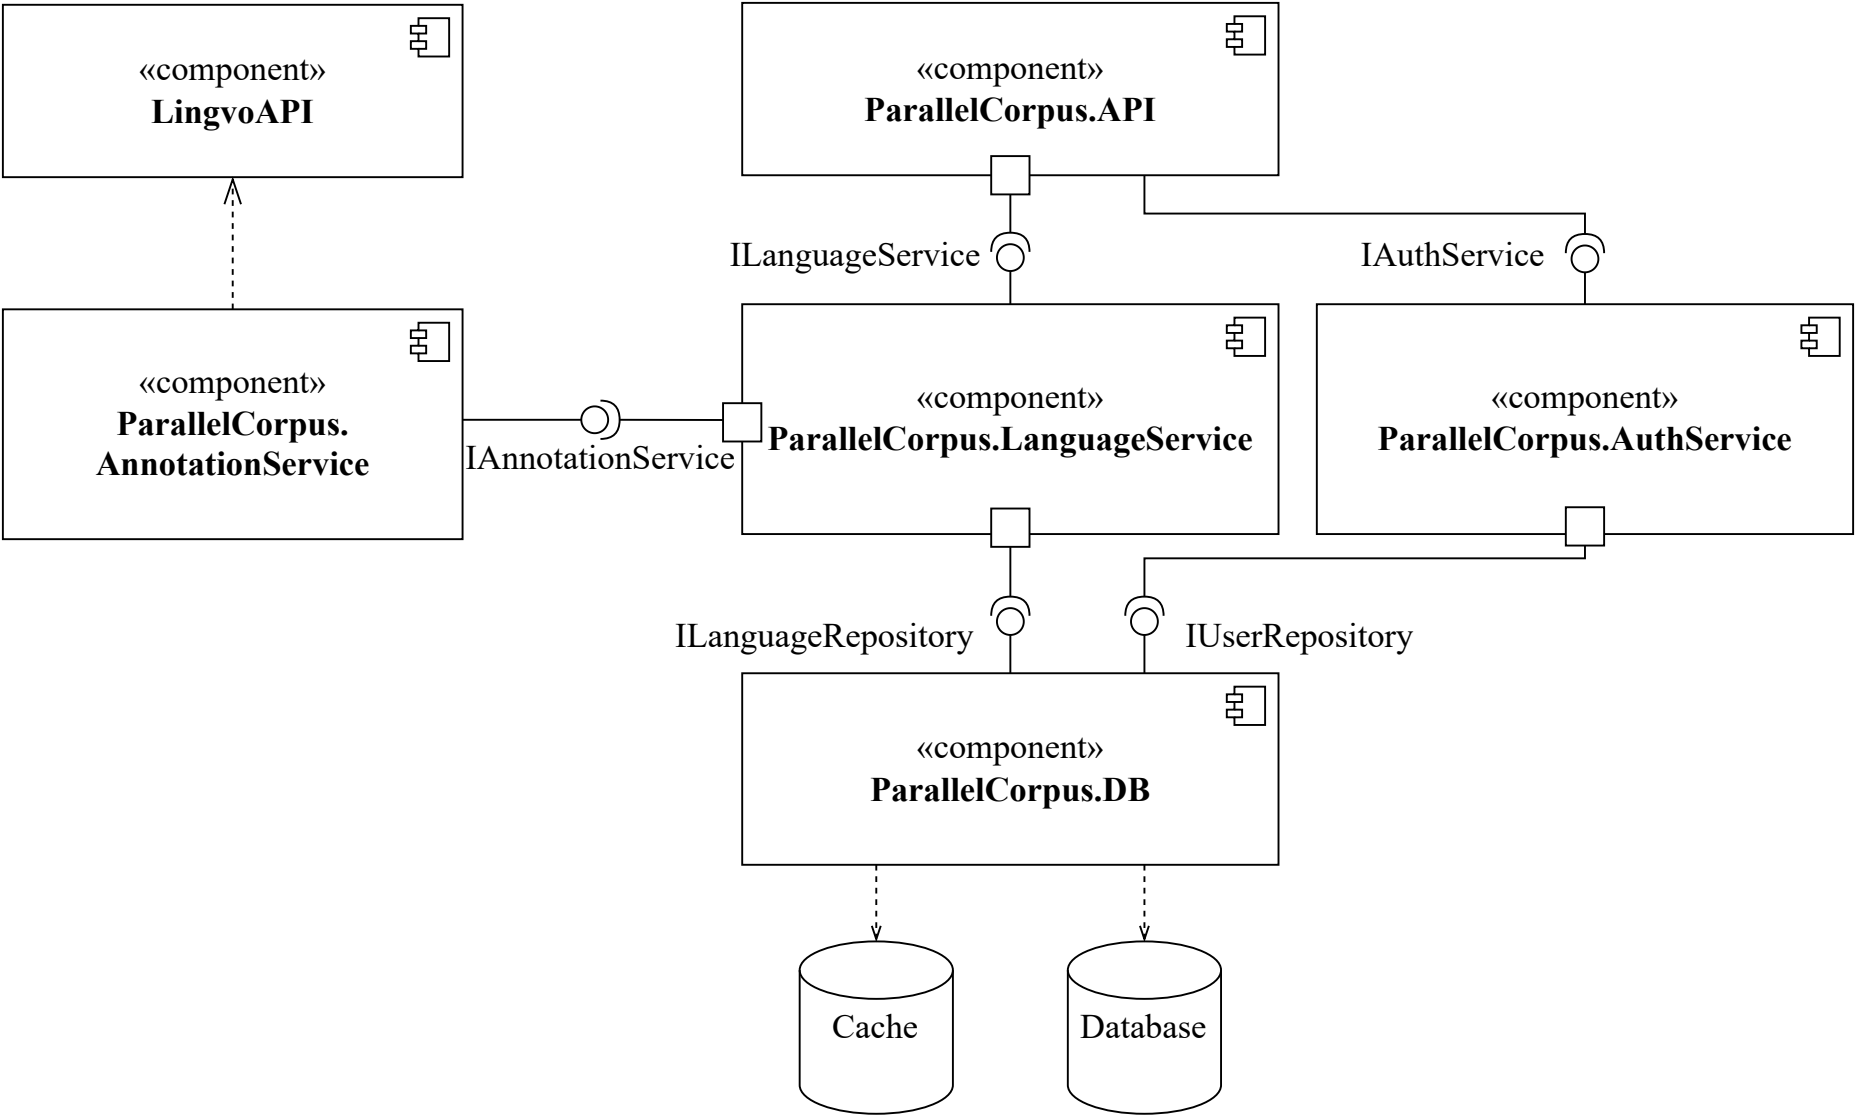 «component»
LingvoAPI
«component»
ParallelCorpus.API
ILanguageService
IAuthService
«component»
ParallelCorpus.
AnnotationService
IAnnotationService
«component»
ParallelCorpus.LanguageService
«component»
ParallelCorpus.AuthService
ILanguageRepository
IUserRepository
«component»
ParallelCorpus.DB
Cache
Database